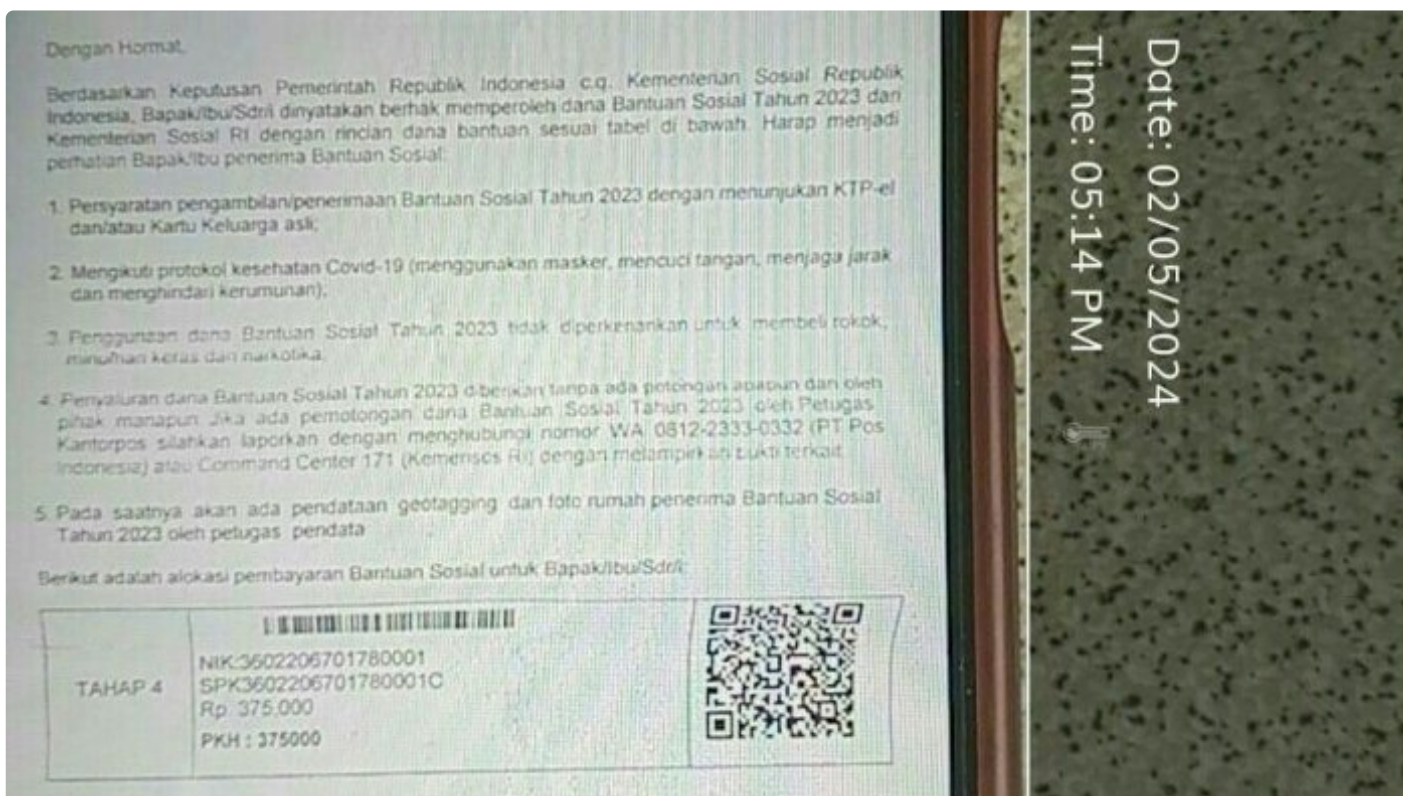 Dengan Hormat,
Berdasarkan Keputusan Pemerintah Republik Indonesia c.q. Kementerian Sosial Republik
Indonesia, Bapak/Ibu/Sdr/i dinyatakan berhak memperoleh dana Bantuan Sosial Tahun 2023 dari
Kementerian Sosial RI dengan rincian dana bantuan sesuai tabel di bawah. Harap menjadi
perhatian Bapak/Ibu penerima Bantuan Sosial:
1. Persyaratan pengambilan/penerimaan Bantuan Sosial Tahun 2023 dengan menunjukan KTP-el
dan/atau Kartu Keluarga asli;
2. Mengikuti protokol kesehatan Covid-19 (menggunakan masker, mencuci tangan, menjaga jarak
dan menghindari kerumunan);
3. Penggunaan dana Bantuan Sosial Tahun 2023 tidak diperkenankan untuk membeli rokok,
minuman keras dan narkotika.
4. Penyaluran dana Bantuan Sosial Tahun 2023 diberikan tanpa ada potongan apapun dan oleh
pihak manapun Jika ada pemotongan dana Bantuan Sosial Tahun 2023 oleh Petugas
Kantorpos silahkan laporkan dengan menghubungi nomor WA 0812-2333-0332 (PT Pos
Indonesia) atau Command Center 171 (Kemensos RI) dengan melampirkan bukti terkait
5. Pada saatnya akan ada pendataan geotagging dan foto rumah penerima Bantuan Sosial
Tahun 2023 oleh petugas pendata
Berikut adalah alokasi pembayaran Bantuan Sosial untuk Bapak/Ibu/Sdr/i:
TAHAP 4
NIK:3602206701780001
SPK3602206701780001C
Rp. 375.000
PKH : 375000
Date: 02/05/2024
Time: 05:14 PM